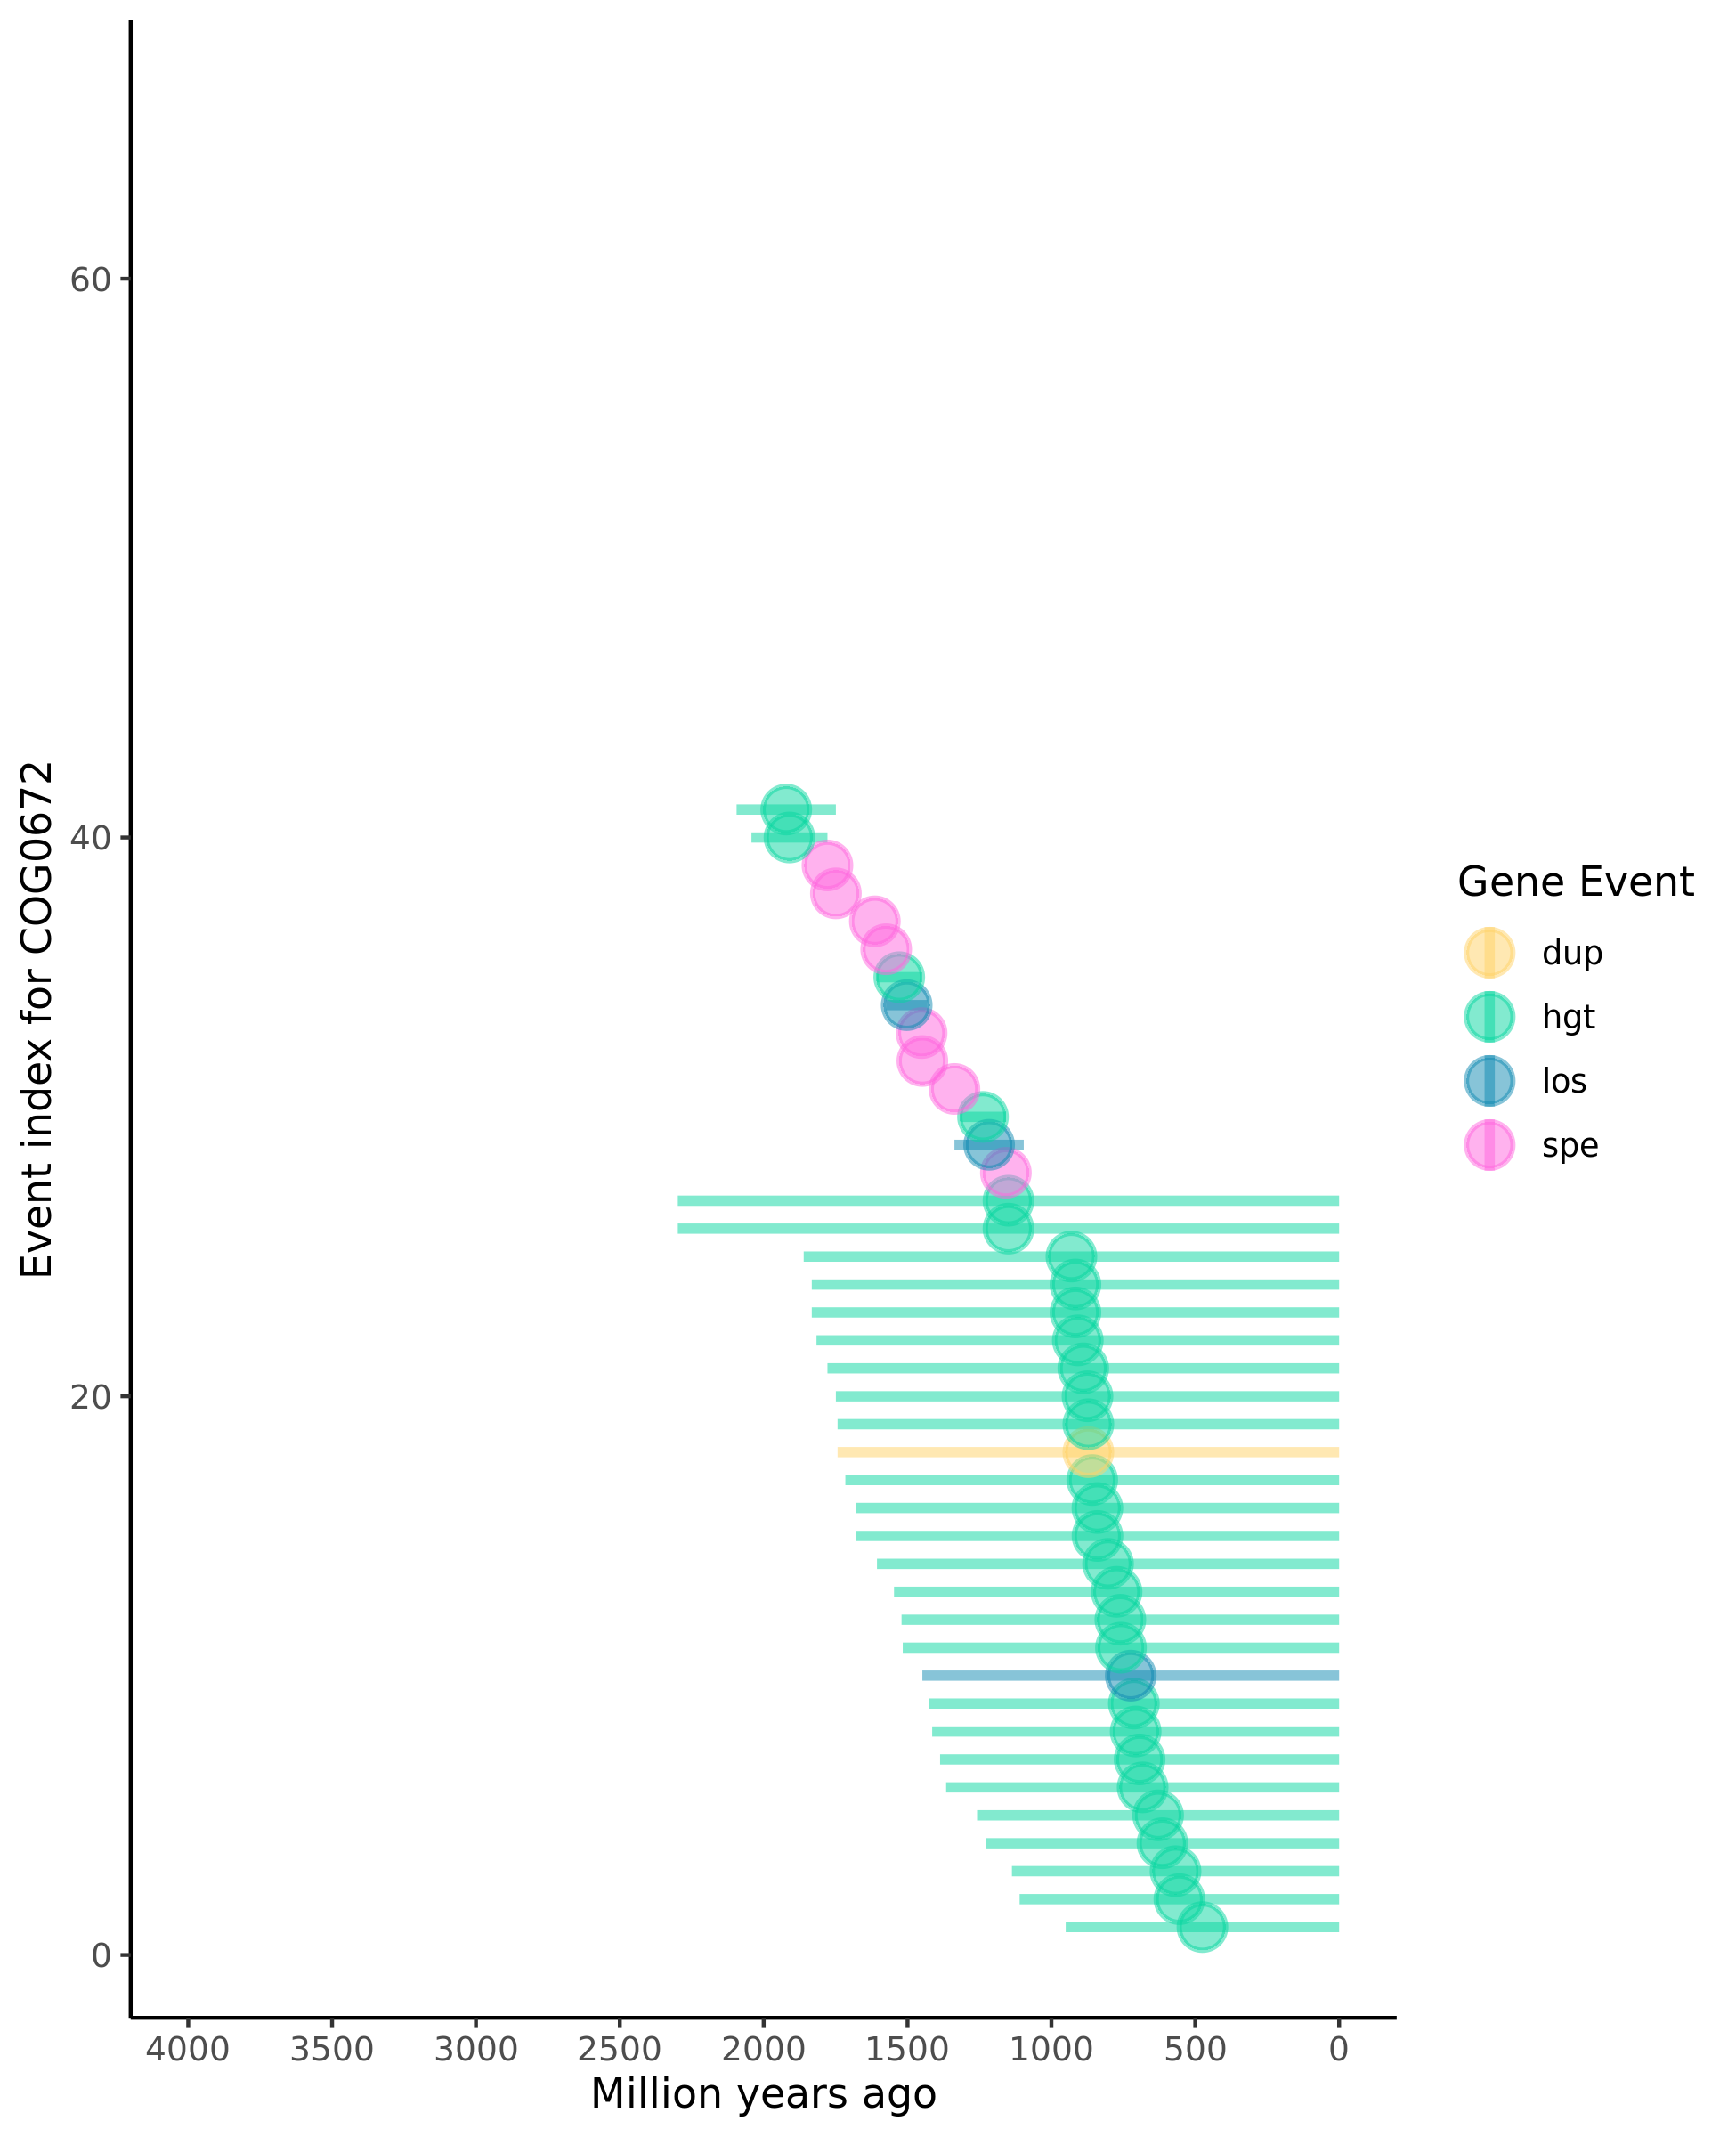 Event index for COG0672
60
40
20
0
4000 3500 3000 2500 2000 1500 1000 500 0
Million years ago
Gene Event
dup
hgt
los
spe